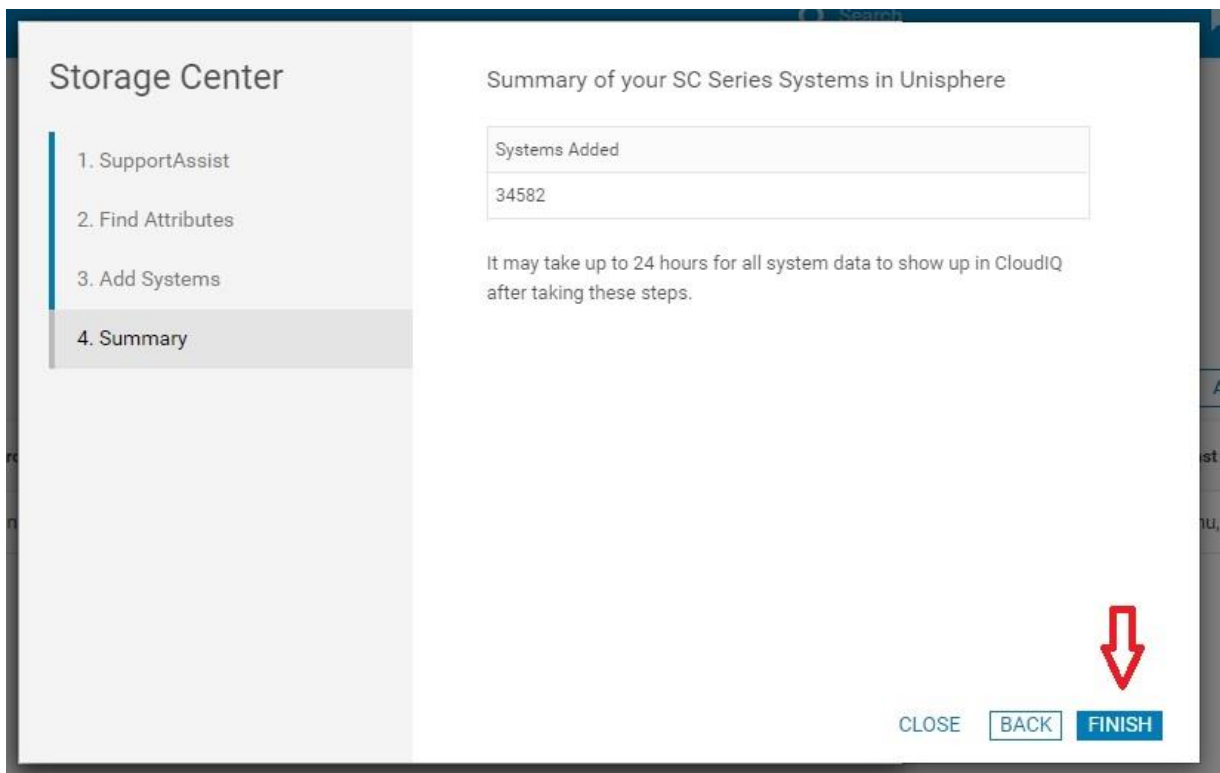 Search
Storage Center
1. SupportAssist
2. Find Attributes
3. Add Systems
4. Summary
Summary of your SC Series Systems in Unisphere
Systems Added
34582
It may take up to 24 hours for all system data to show up in CloudIQ
after taking these steps.
CLOSE BACK FINISH